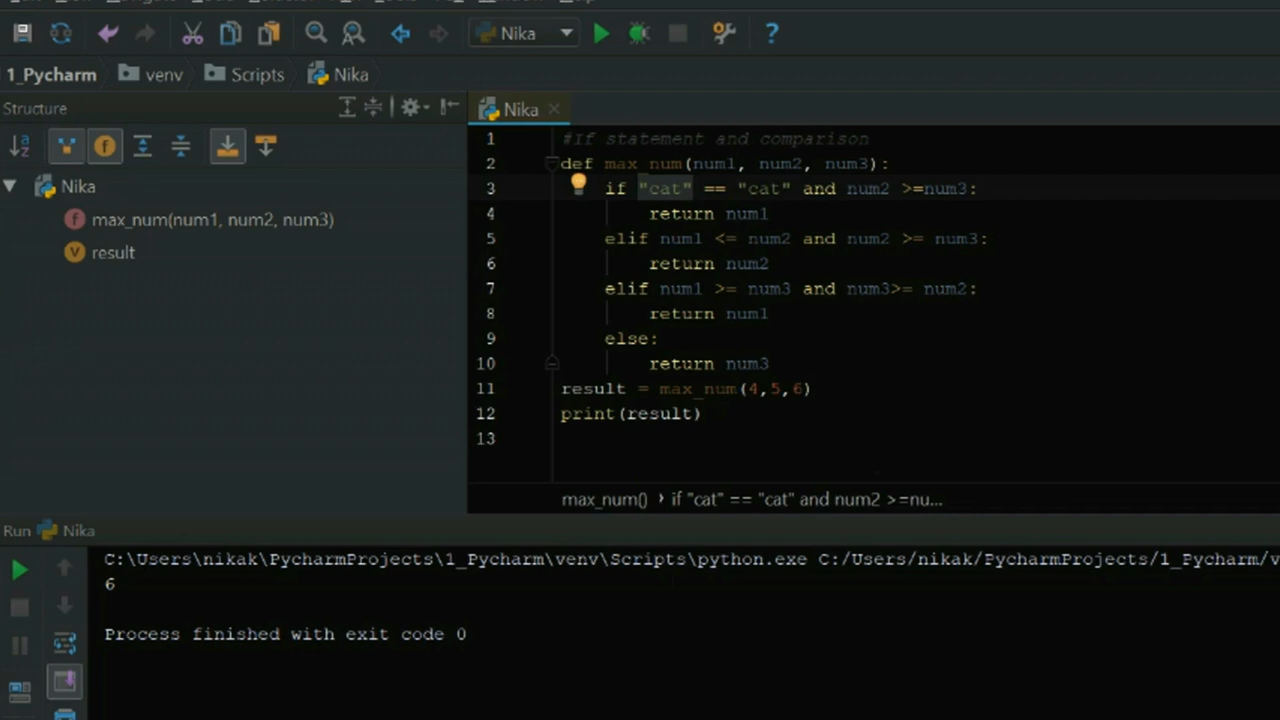 Nika
1_Pycharm
venv
Scripts
Nika
Structure
Nika
1 #If statement and comparison
2 def max_num(num1, num2, num3):
3 if "cat" == "cat" and num2 >=num3:
4 return num1
5 elif num1 <= num2 and num2 >= num3:
6 return num2
7 elif num1 >= num3 and num3>= num2:
8 return num1
9 else:
10 return num3
11 result = max_num(4,5,6)
12 print(result)
13
Nika
f max_num(num1, num2, num3)
V result
max_num() › if "cat" == "cat" and num2 >=nu...
Run Nika
C:\Users\nikak\PycharmProjects\1_Pycharm\venv\Scripts\python.exe C:/Users/nikak/PycharmProjects/1_Pycharm/v
6
Process finished with exit code 0